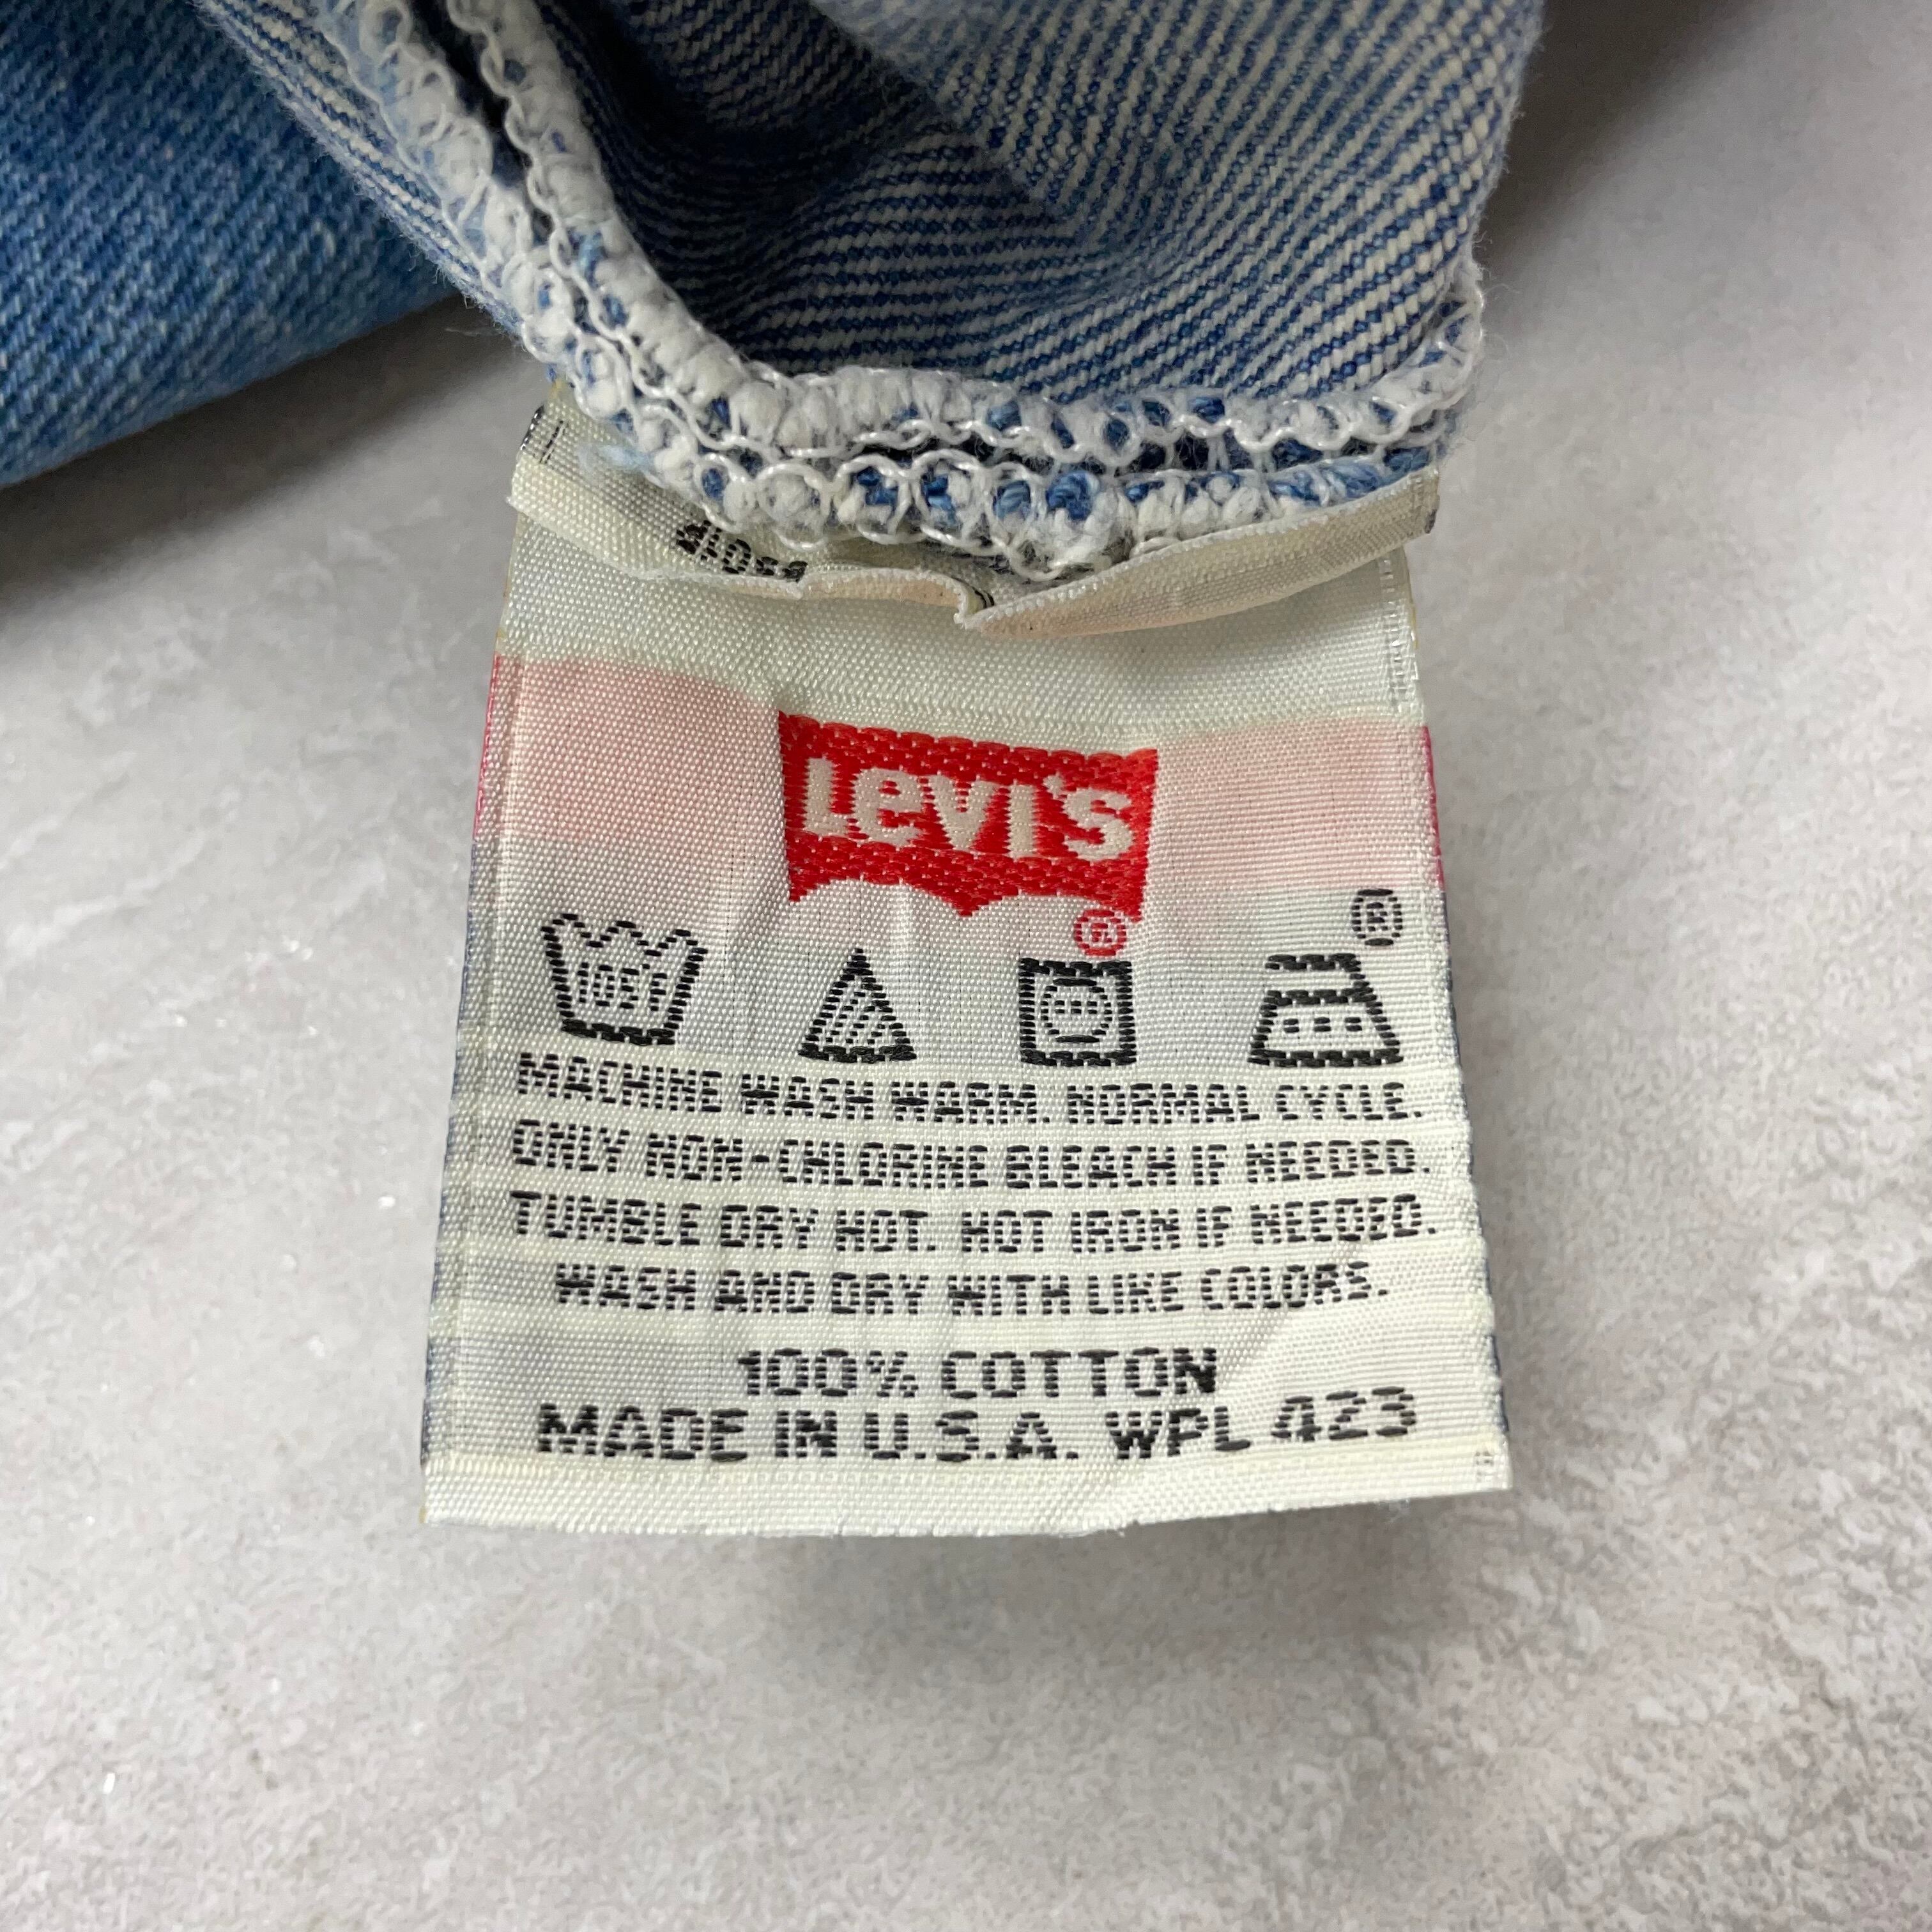 Levi's
®
®
105°F
MACHINE WASH WARM. NORMAL CYCLE.
ONLY NON-CHLORINE BLEACH IF NEEDED.
TUMBLE DRY HOT. HOT IRON IF NEEDED.
WASH AND DRY WITH LIKE COLORS.
100% COTTON
MADE IN U.S.A. WPL 423